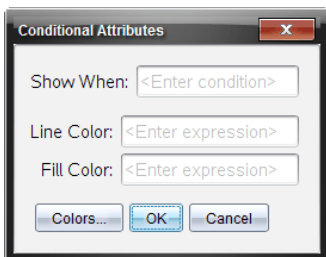 Conditional Attributes
Show When: <Enter condition>
Line Color: <Enter expression>
Fill Color: <Enter expression>
Colors... OK Cancel